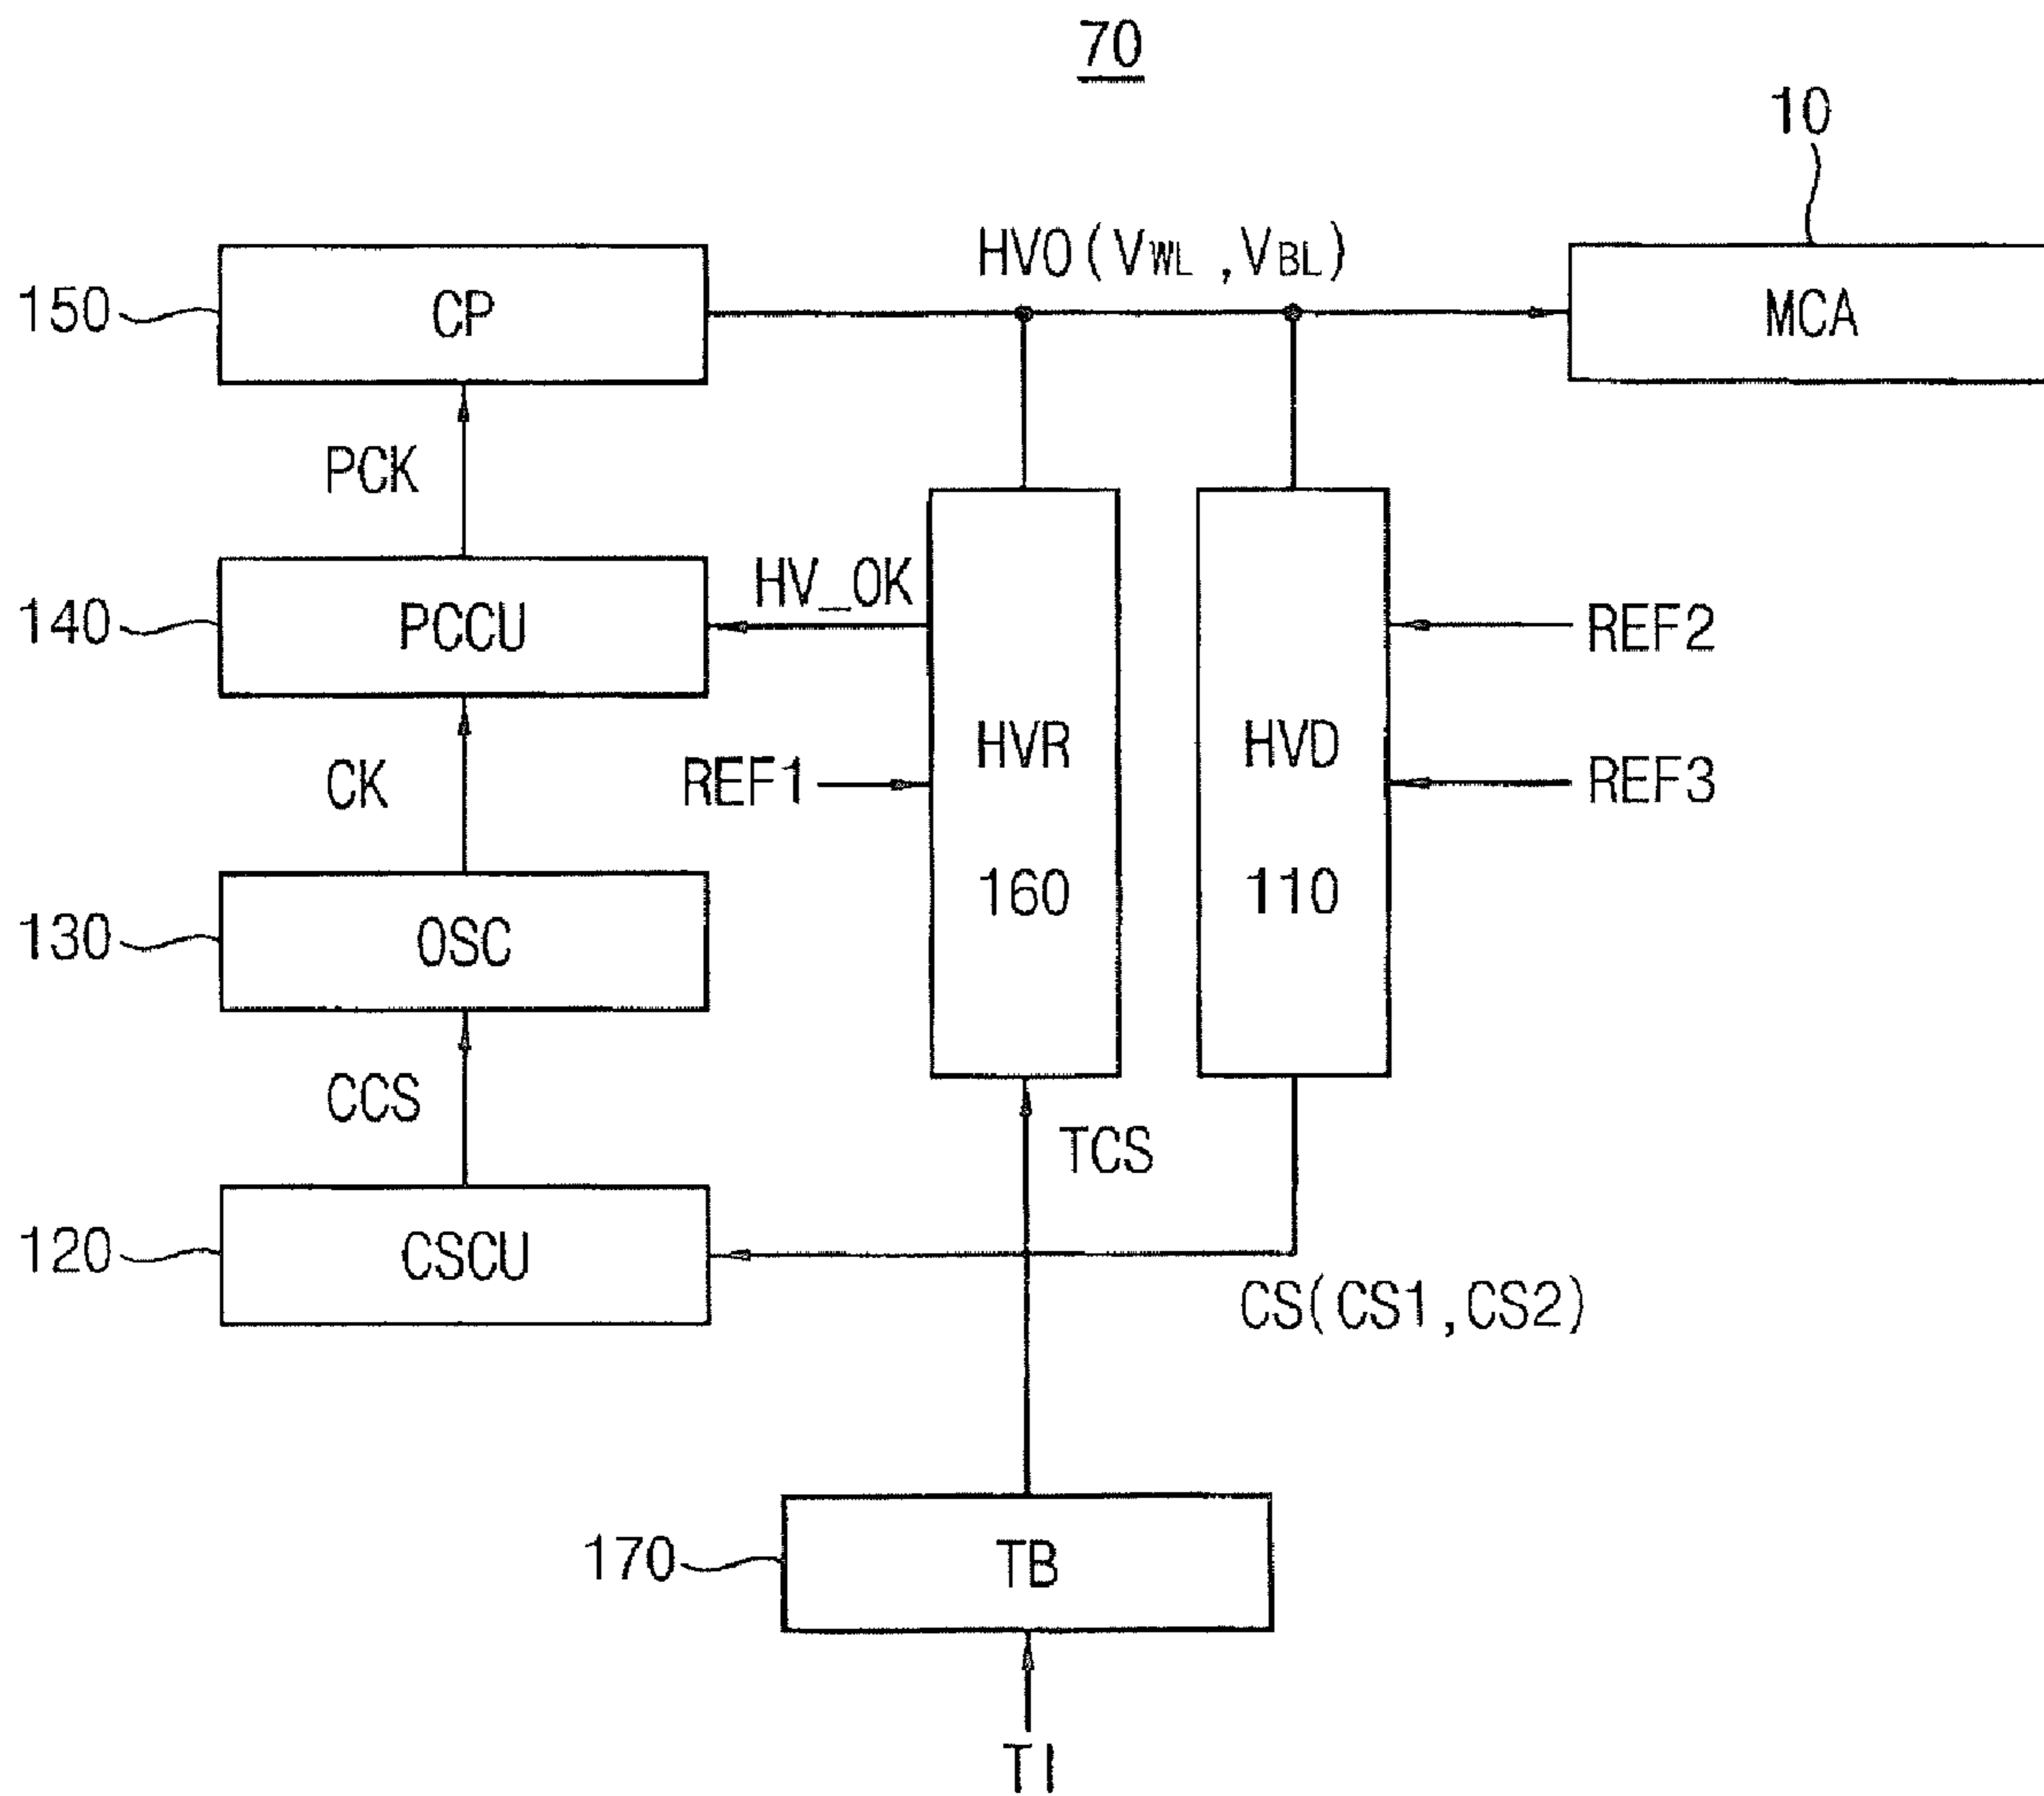 70
10
HVO(VWL ,VBL)
150
CP
MCA
PCK
HV_OK
140
PCCU
REF2
HVR
HVD
CK
REF1
REF3
160
110
130
OSC
CCS
TCS
120
CSCU
CS(CS1,CS2)
170
TB
TI